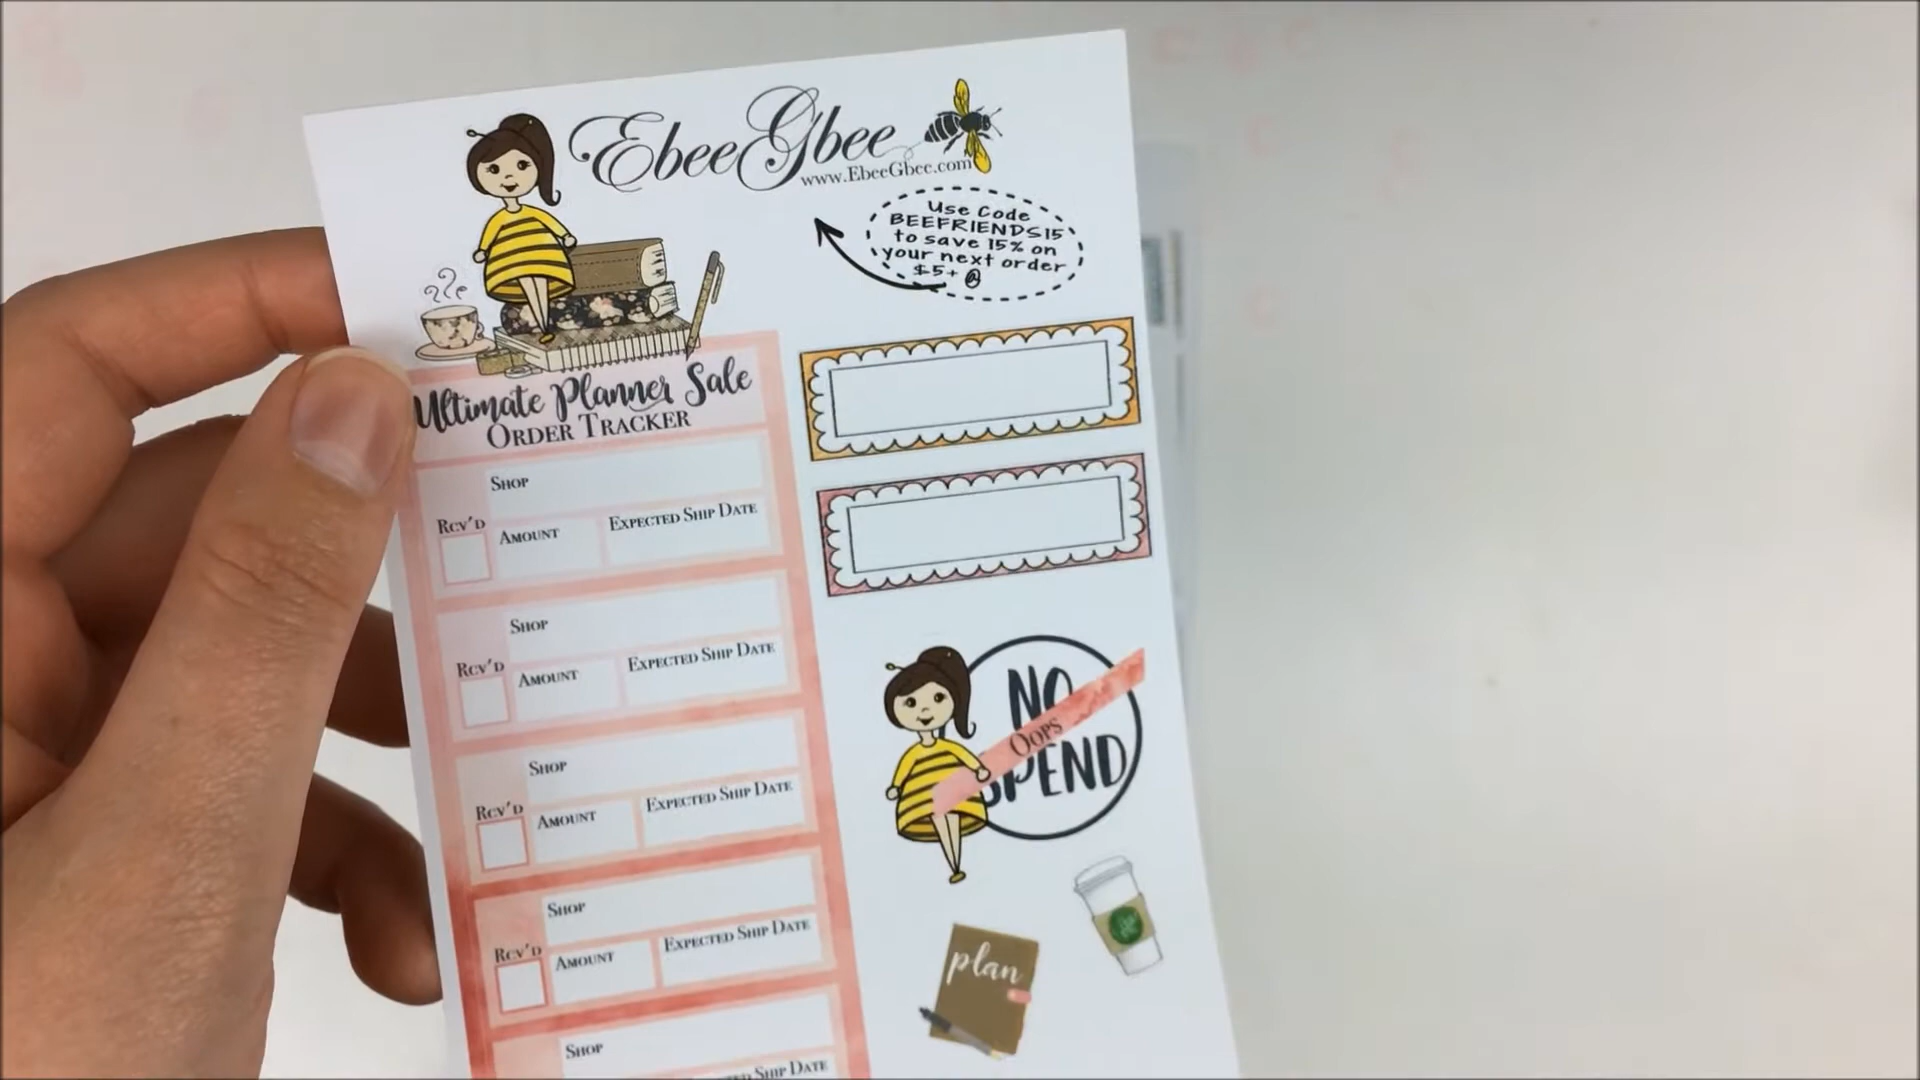 EbeeGbee
www.EbeeGbee.com
Use Code
BEEFRIENDS15
to save 15% on
your next order
$5+
Ultimate Planner Sale
Order Tracker
Shop
Rcv'd
Amount
Expected Ship Date
Shop
Rcv'd
Amount
Expected Ship Date
Shop
Rcv'd
Amount
Expected Ship Date
Shop
Rcv'd
Amount
Expected Ship Date
Shop
Ship Date
NO
Oops
SPEND
plan